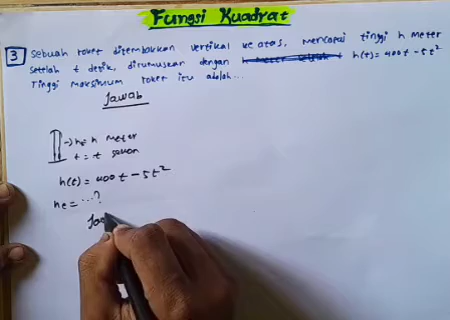 Fungsi Kuadrat
3 Sebuah roket ditembakkan vertikal ke atas, mencapai tinggi h meter
setelah t detik, dirumuskan dengan h(t) = 400t - 5t²
Tinggi maksimum roket itu adalah...
Jawab
h meter
t = t sekon
h(t) = 400t - 5t²
= ...?